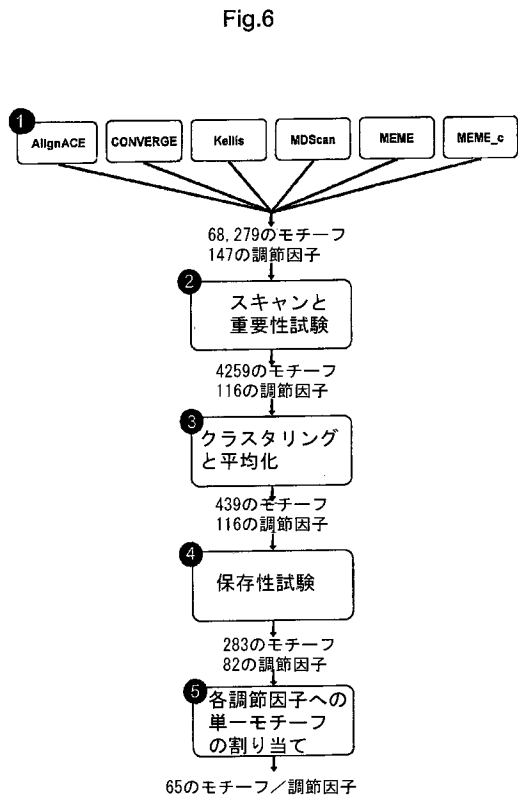 Fig.6
1
AlignACE
CONVERGE
Kellis
MDScan
MEME
MEME_c
68,279のモチーフ
147の調節因子
2
スキャンと
重要性試験
4259のモチーフ
116の調節因子
3
クラスタリング
と平均化
439のモチーフ
116の調節因子
4
保存性試験
283のモチーフ
82の調節因子
5
各調節因子への
単一モチーフ
の割り当て
65のモチーフ／調節因子